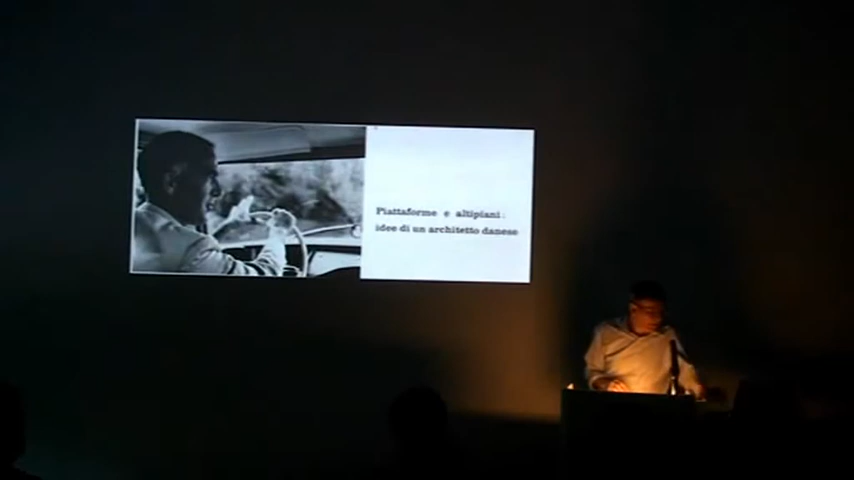 Piattaforme e altipiani:
idee di un architetto danese